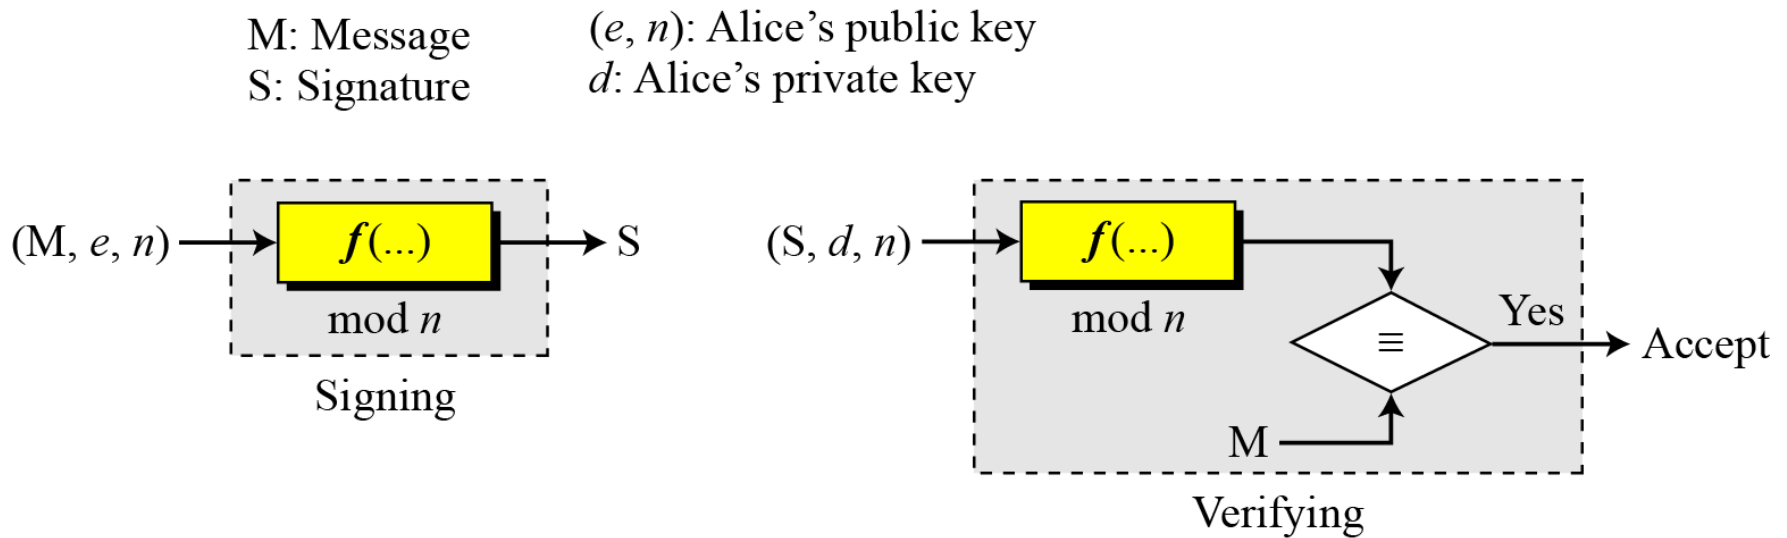 M: Message
S: Signature
(e, n): Alice's public key
d: Alice's private key
(M, e, n)
f(...)
mod n
S
Signing
(S, d, n)
f(...)
mod n
≡
Yes
Accept
M
Verifying